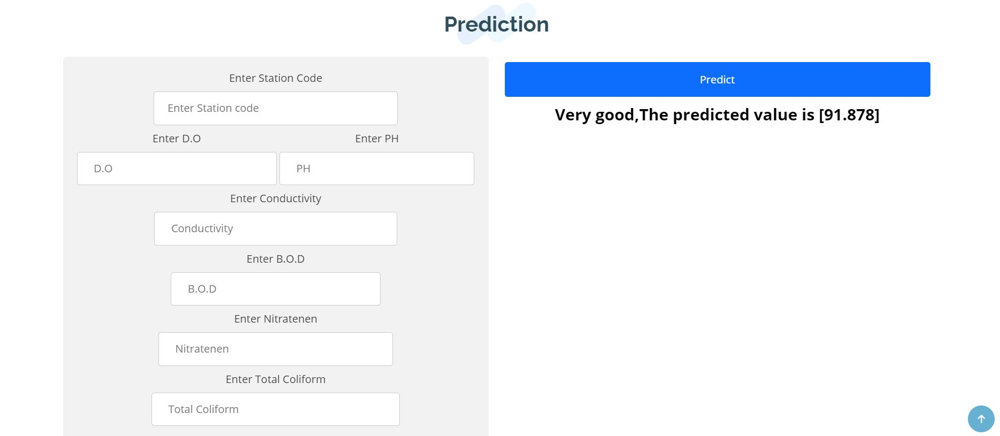 Prediction
Enter Station Code
Enter Station code
Enter D.O
Enter PH
D.O
PH
Enter Conductivity
Conductivity
Enter B.O.D
B.O.D
Enter Nitratenen
Nitratenen
Enter Total Coliform
Total Coliform
Predict
Very good,The predicted value is [91.878]